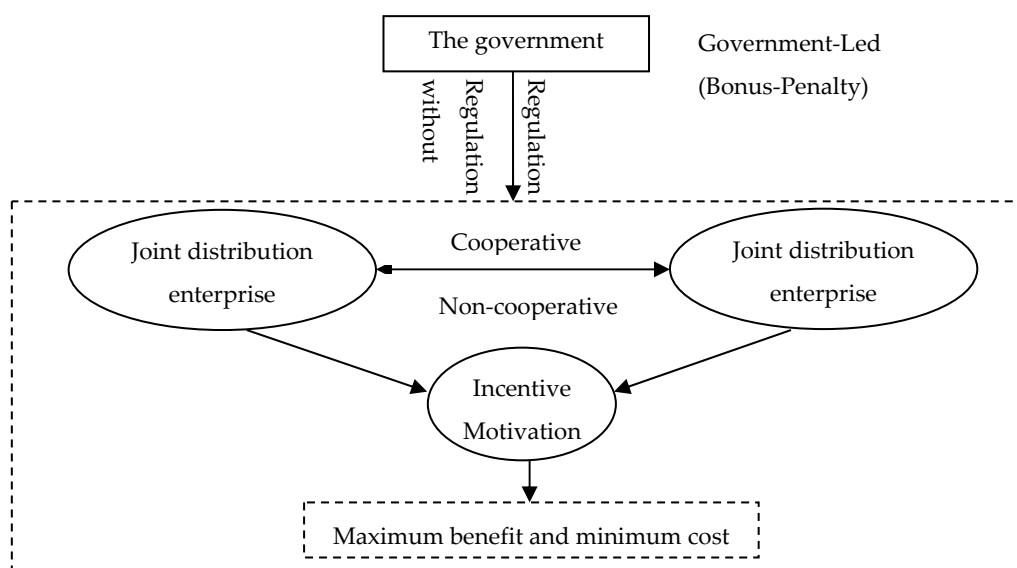 The government
Government-Led
(Bonus-Penalty)
Regulation
Regulation
without
Joint distribution
enterprise
Cooperative
Non-cooperative
Joint distribution
enterprise
Incentive
Motivation
Maximum benefit and minimum cost